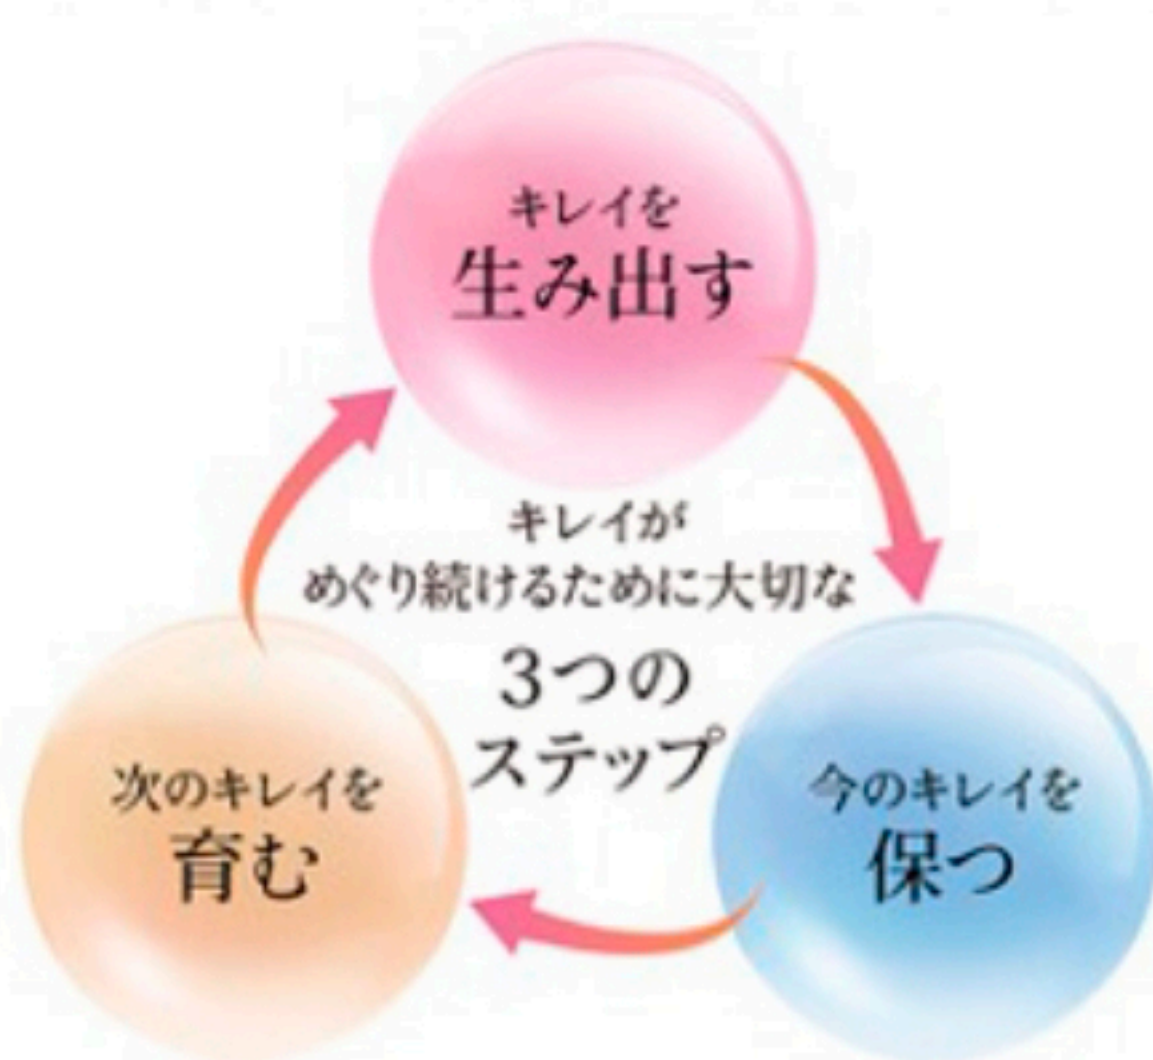 キレイを
生み出す
キレイが
めぐり続けるために大切な
3つの
ステップ
今のキレイを
保つ
次のキレイを
育む